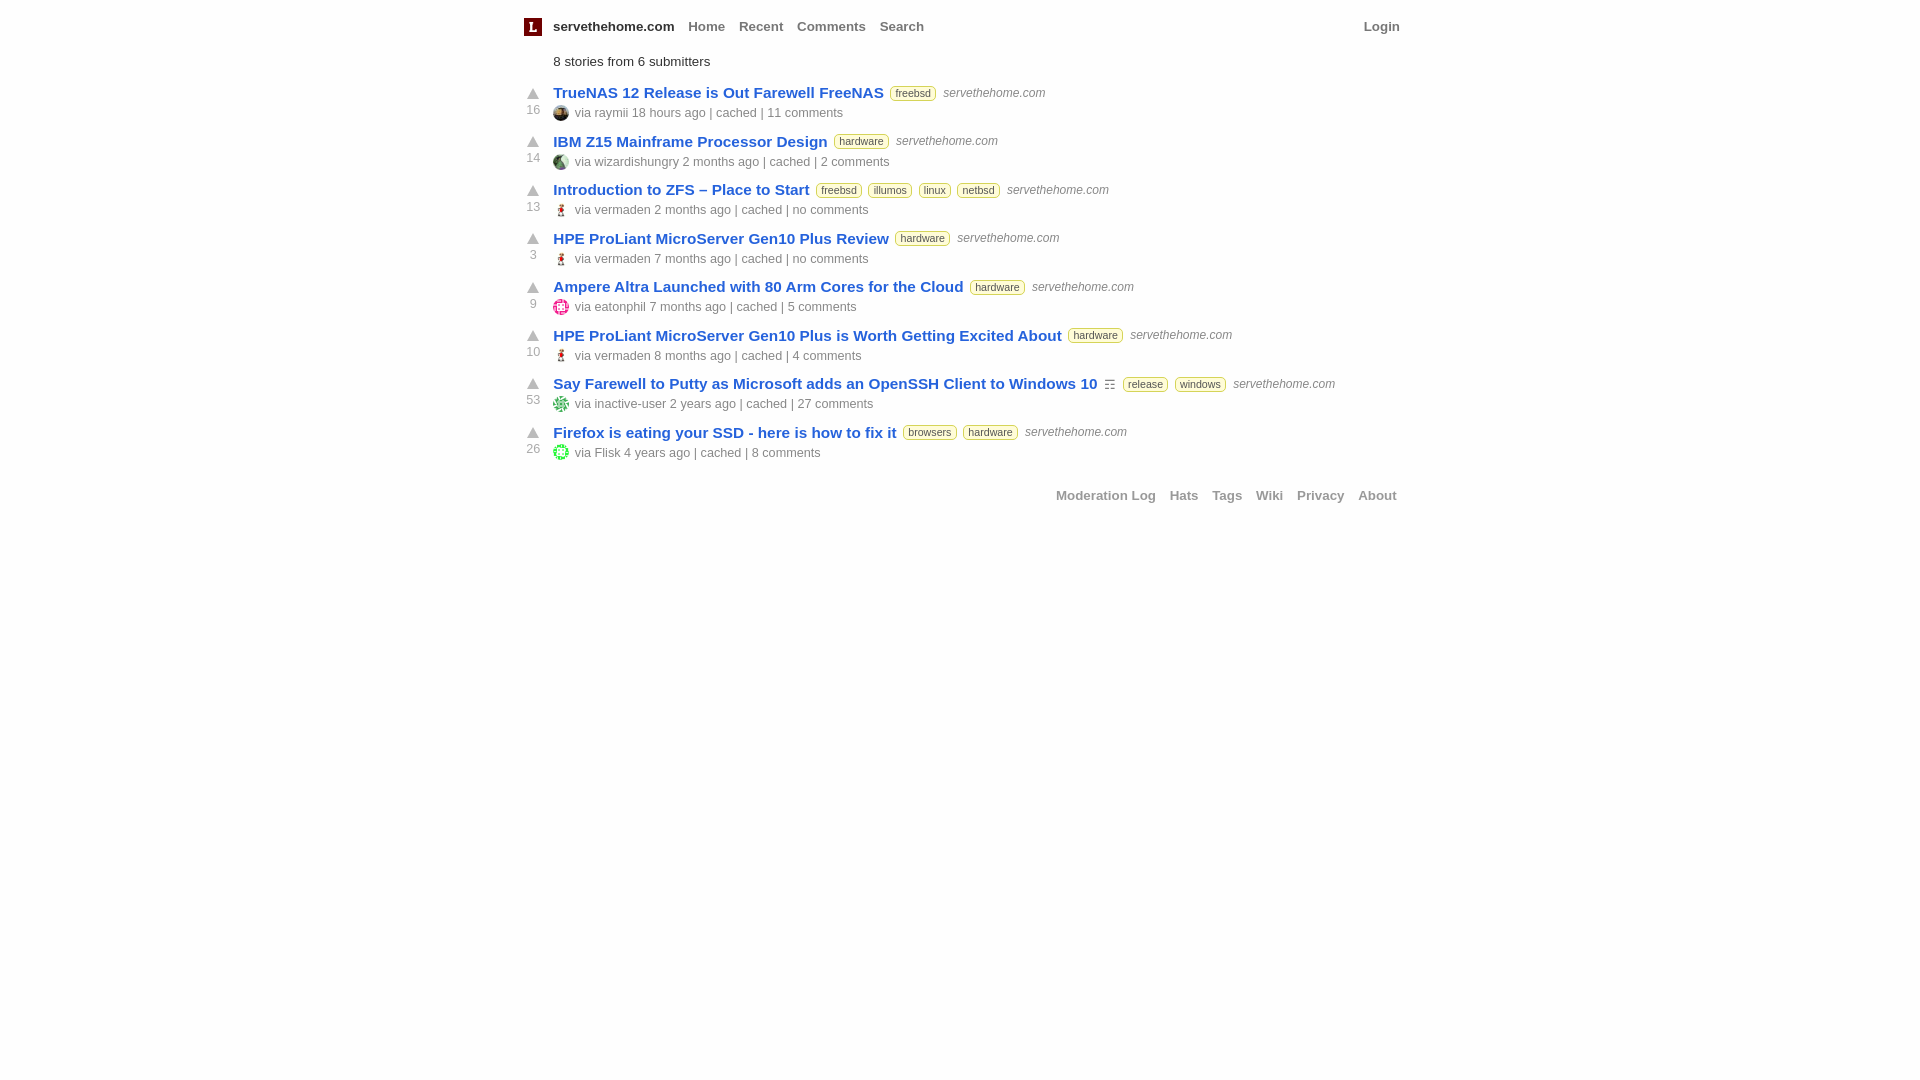 L servethehome.com Home Recent Comments Search Login
8 stories from 6 submitters
TrueNAS 12 Release is Out Farewell FreeNAS freebsd servethehome.com
16 via raymii 18 hours ago | cached | 11 comments
IBM Z15 Mainframe Processor Design hardware servethehome.com
14 via wizardishungry 2 months ago | cached | 2 comments
Introduction to ZFS – Place to Start freebsd illumos linux netbsd servethehome.com
13 via vermaden 2 months ago | cached | no comments
HPE ProLiant MicroServer Gen10 Plus Review hardware servethehome.com
3 via vermaden 7 months ago | cached | no comments
Ampere Altra Launched with 80 Arm Cores for the Cloud hardware servethehome.com
9 via eatonphil 7 months ago | cached | 5 comments
HPE ProLiant MicroServer Gen10 Plus is Worth Getting Excited About hardware servethehome.com
10 via vermaden 8 months ago | cached | 4 comments
Say Farewell to Putty as Microsoft adds an OpenSSH Client to Windows 10 ☶ release windows servethehome.com
53 via inactive-user 2 years ago | cached | 27 comments
Firefox is eating your SSD - here is how to fix it browsers hardware servethehome.com
26 via Flisk 4 years ago | cached | 8 comments
Moderation Log Hats Tags Wiki Privacy About